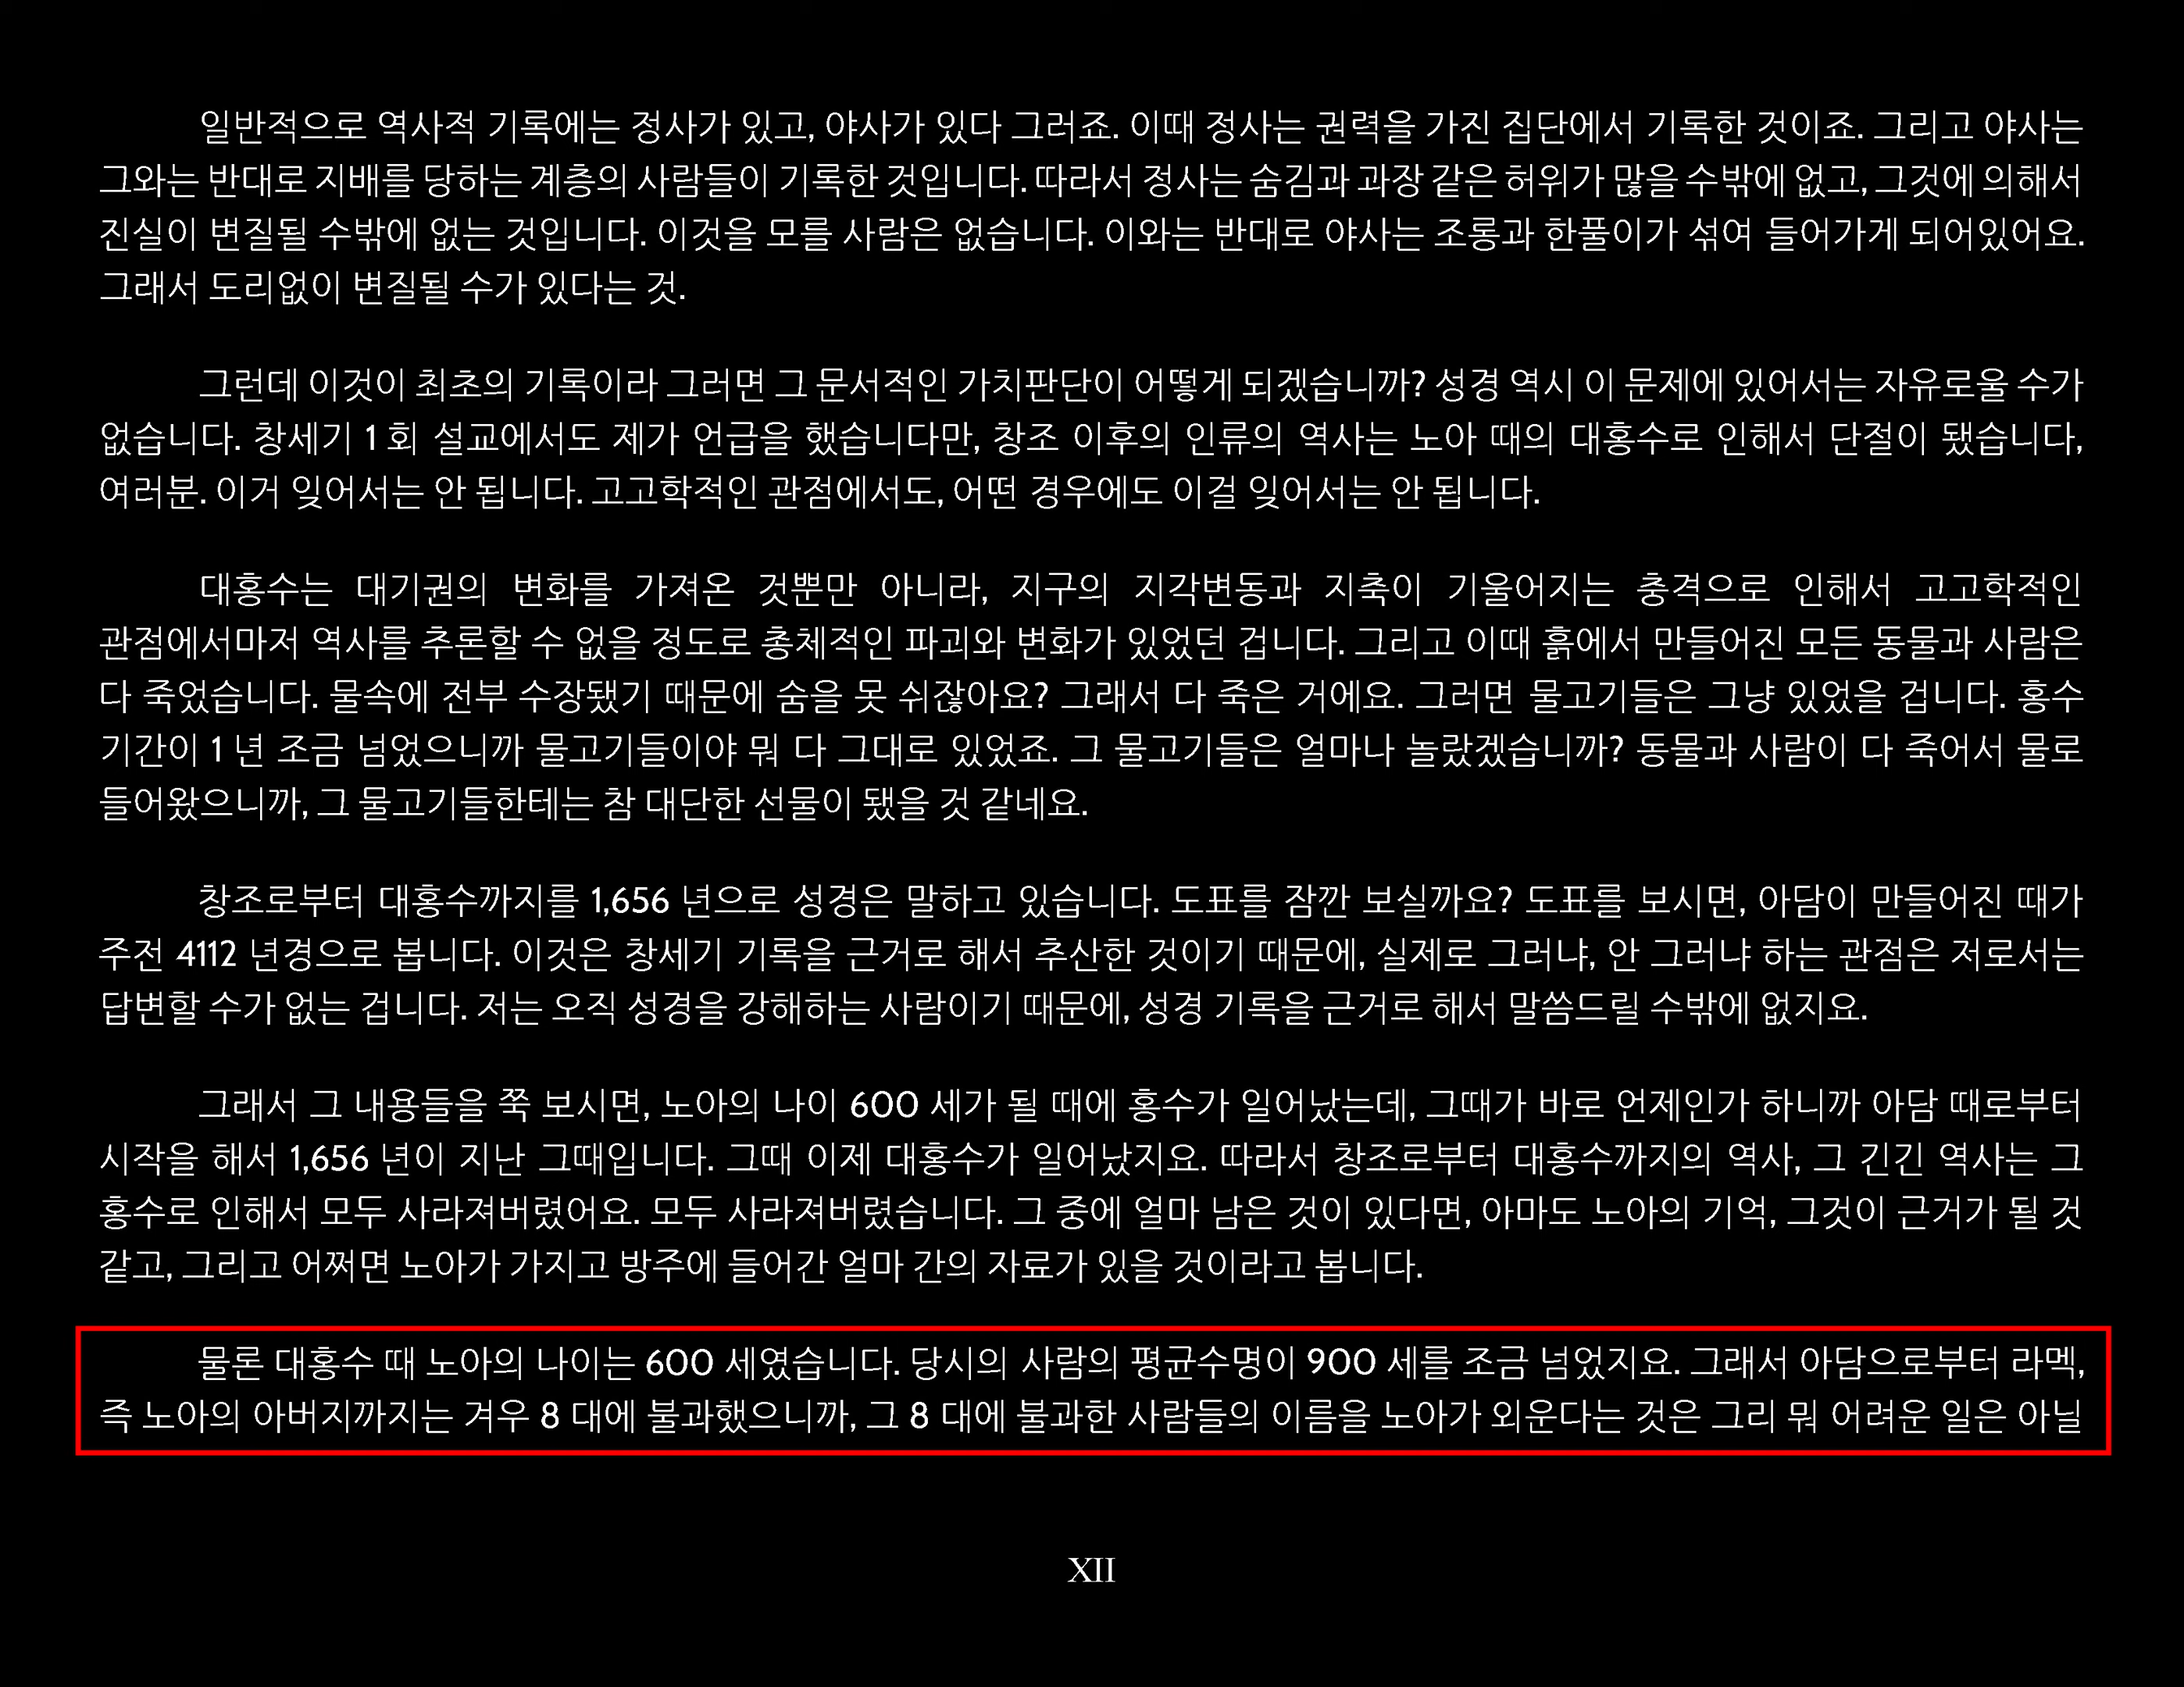 일반적으로 역사적 기록에는 정사가 있고, 야사가 있다 그러죠. 이때 정사는 권력을 가진 집단에서 기록한 것이죠. 그리고 야사는
그와는 반대로 지배를 당하는 계층의 사람들이 기록한 것입니다. 따라서 정사는 숨김과 과장 같은 허위가 많을 수밖에 없고, 그것에 의해서
진실이 변질될 수밖에 없는 것입니다. 이것을 모를 사람은 없습니다. 이와는 반대로 야사는 조롱과 한풀이가 섞여 들어가게 되어있어요.
그래서 도리없이 변질될 수가 있다는 것.
그런데 이것이 최초의 기록이라 그러면 그 문서적인 가치판단이 어떻게 되겠습니까? 성경 역시 이 문제에 있어서는 자유로울 수가
없습니다. 창세기 1 회 설교에서도 제가 언급을 했습니다만, 창조 이후의 인류의 역사는 노아 때의 대홍수로 인해서 단절이 됐습니다,
여러분. 이거 잊어서는 안 됩니다. 고고학적인 관점에서도, 어떤 경우에도 이걸 잊어서는 안 됩니다.
대홍수는 대기권의 변화를 가져온 것뿐만 아니라, 지구의 지각변동과 지축이 기울어지는 충격으로 인해서 고고학적인
관점에서마저 역사를 추론할 수 없을 정도로 총체적인 파괴와 변화가 있었던 겁니다. 그리고 이때 흙에서 만들어진 모든 동물과 사람은
다 죽었습니다. 물속에 전부 수장됐기 때문에 숨을 못 쉬잖아요? 그래서 다 죽은 거에요. 그러면 물고기들은 그냥 있었을 겁니다. 홍수
기간이 1 년 조금 넘었으니까 물고기들이야 뭐 다 그대로 있었죠. 그 물고기들은 얼마나 놀랐겠습니까? 동물과 사람이 다 죽어서 물로
들어왔으니까, 그 물고기들한테는 참 대단한 선물이 됐을 것 같네요.
창조로부터 대홍수까지를 1,656 년으로 성경은 말하고 있습니다. 도표를 잠깐 보실까요? 도표를 보시면, 아담이 만들어진 때가
주전 4112 년경으로 봅니다. 이것은 창세기 기록을 근거로 해서 추산한 것이기 때문에, 실제로 그러냐, 안 그러냐 하는 관점은 저로서는
답변할 수가 없는 겁니다. 저는 오직 성경을 강해하는 사람이기 때문에, 성경 기록을 근거로 해서 말씀드릴 수밖에 없지요.
그래서 그 내용들을 쭉 보시면, 노아의 나이 600 세가 될 때에 홍수가 일어났는데, 그때가 바로 언제인가 하니까 아담 때로부터
시작을 해서 1,656 년이 지난 그때입니다. 그때 이제 대홍수가 일어났지요. 따라서 창조로부터 대홍수까지의 역사, 그 긴긴 역사는 그
홍수로 인해서 모두 사라져버렸어요. 모두 사라져버렸습니다. 그 중에 얼마 남은 것이 있다면, 아마도 노아의 기억, 그것이 근거가 될 것
같고, 그리고 어쩌면 노아가 가지고 방주에 들어간 얼마 간의 자료가 있을 것이라고 봅니다.
물론 대홍수 때 노아의 나이는 600 세였습니다. 당시의 사람의 평균수명이 900 세를 조금 넘었지요. 그래서 아담으로부터 라멕,
즉 노아의 아버지까지는 겨우 8 대에 불과했으니까, 그 8 대에 불과한 사람들의 이름을 노아가 외운다는 것은 그리 뭐 어려운 일은 아닐
XII